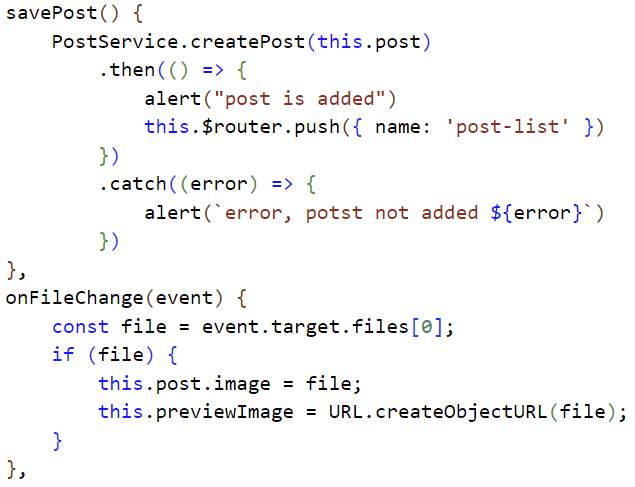 savePost() {
    PostService.createPost(this.post)
        .then(() => {
            alert("post is added")
            this.$router.push({ name: 'post-list' })
        })
        .catch((error) => {
            alert(`error, potst not added ${error}`)
        })
},
onFileChange(event) {
    const file = event.target.files[0];
    if (file) {
        this.post.image = file;
        this.previewImage = URL.createObjectURL(file);
    }
},